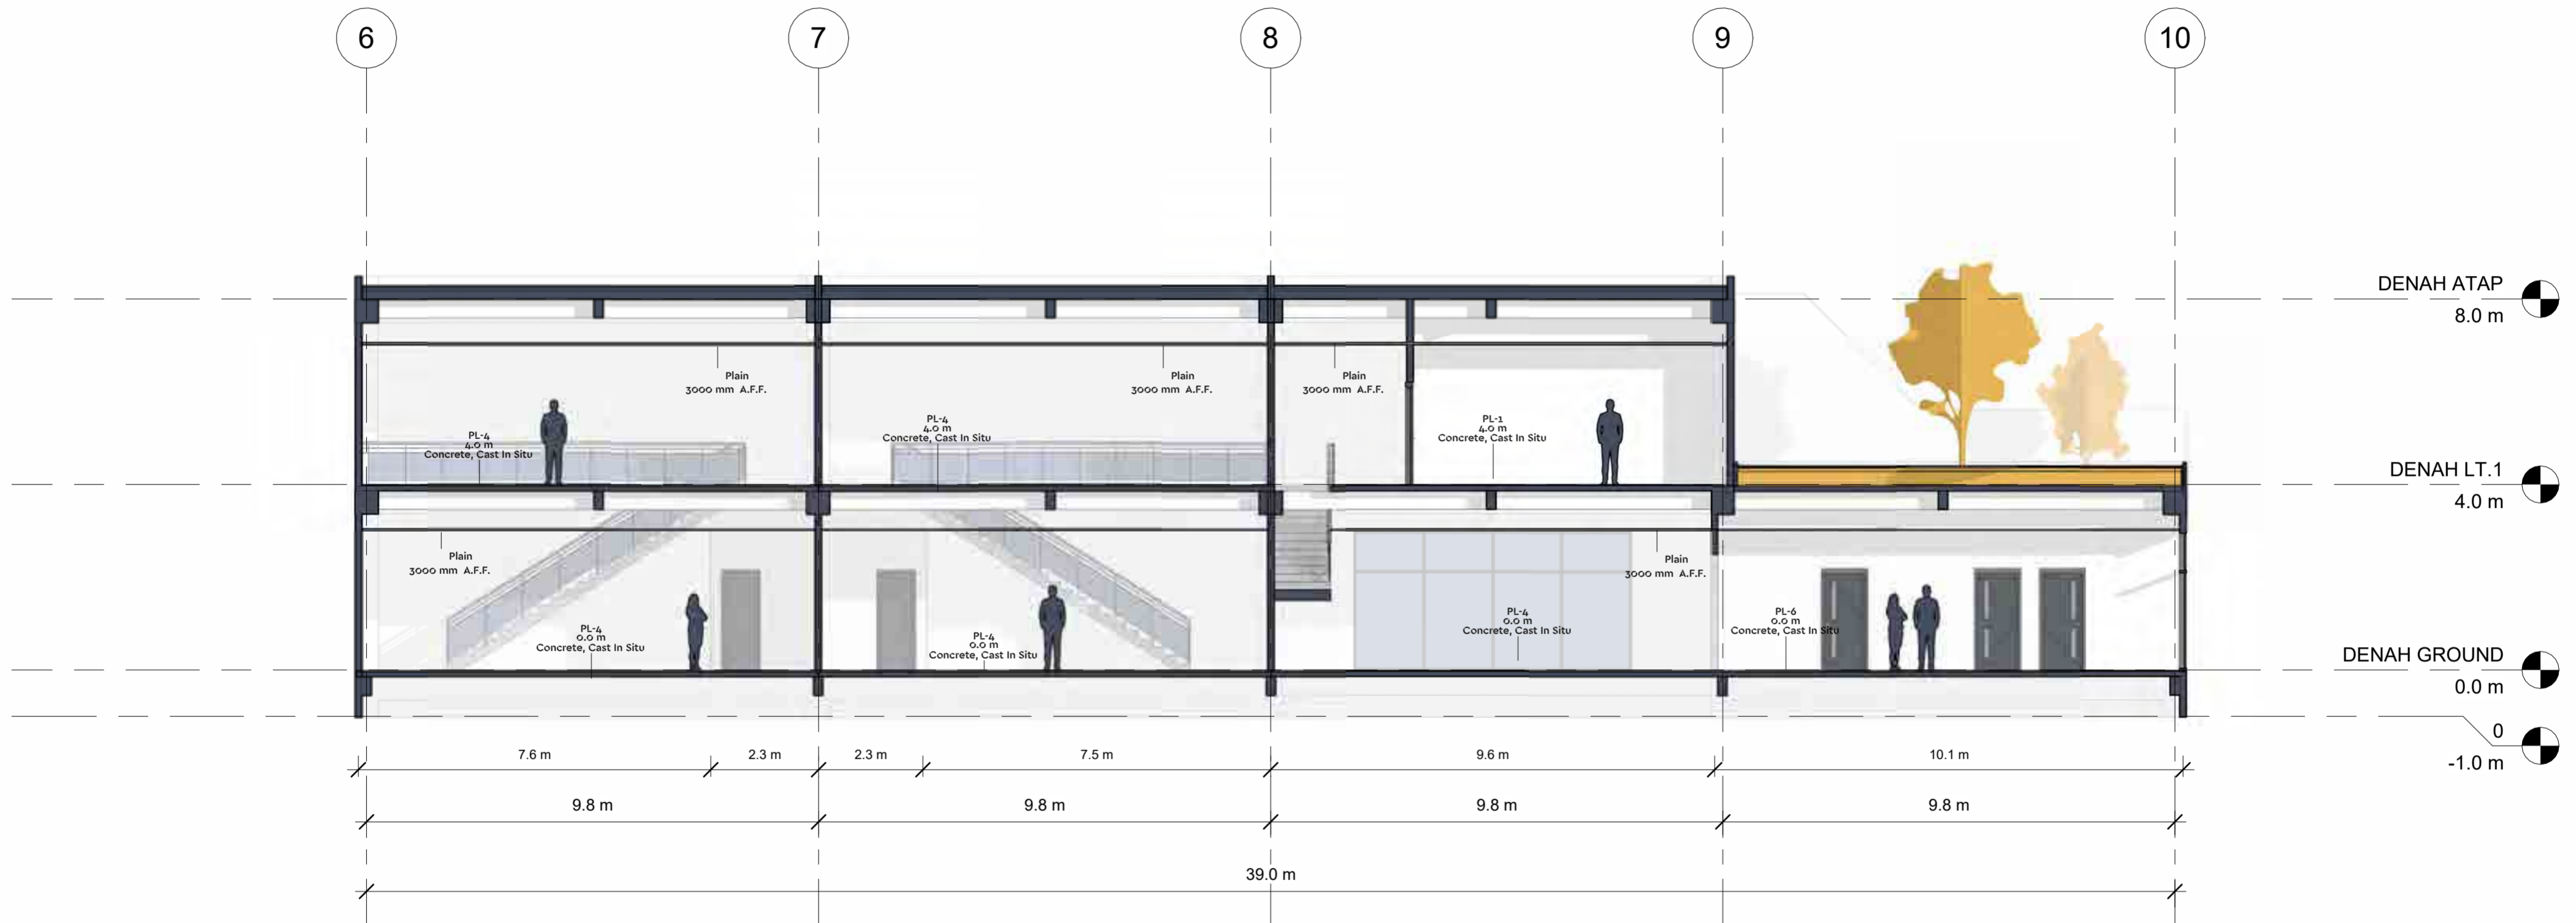 6
7
8
9
10
DENAH ATAP
8.0 m
Plain
3000 mm A.F.F.
Plain
3000 mm A.F.F.
Plain
3000 mm A.F.F.
PL-4
4.0 m
Concrete, Cast In Situ
PL-4
4.0 m
Concrete, Cast In Situ
PL-1
4.0 m
Concrete, Cast In Situ
DENAH LT.1
4.0 m
Plain
3000 mm A.F.F.
Plain
3000 mm A.F.F.
PL-4
0.0 m
Concrete, Cast In Situ
PL-4
0.0 m
Concrete, Cast In Situ
PL-4
0.0 m
Concrete, Cast In Situ
PL-6
0.0 m
Concrete, Cast In Situ
DENAH GROUND
0.0 m
0
-1.0 m
7.6 m
2.3 m
2.3 m
7.5 m
9.6 m
10.1 m
9.8 m
9.8 m
9.8 m
9.8 m
39.0 m